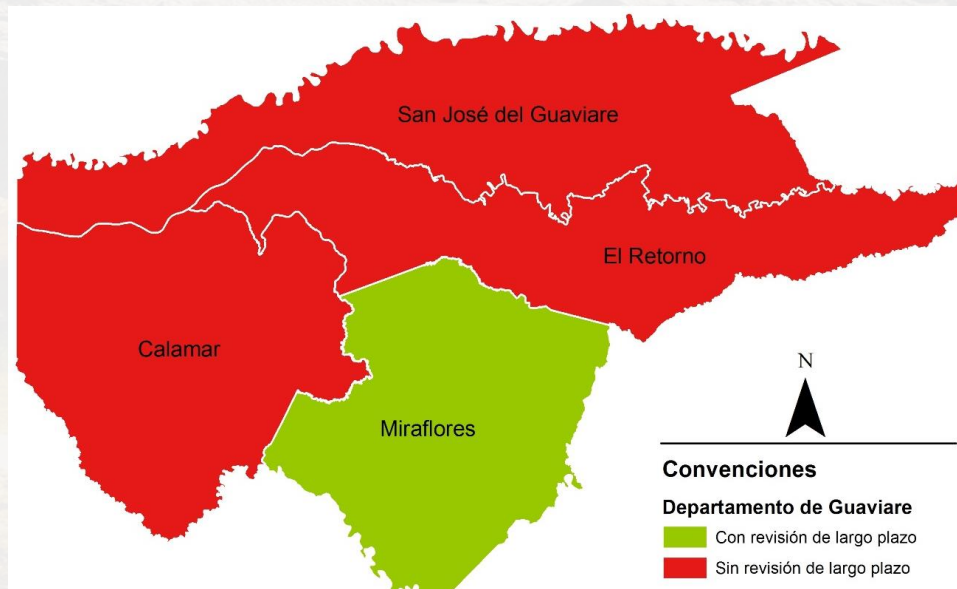 San José del Guaviare
El Retorno
Calamar
Miraflores
N
Convenciones
Departamento de Guaviare
Con revisión de largo plazo
Sin revisión de largo plazo